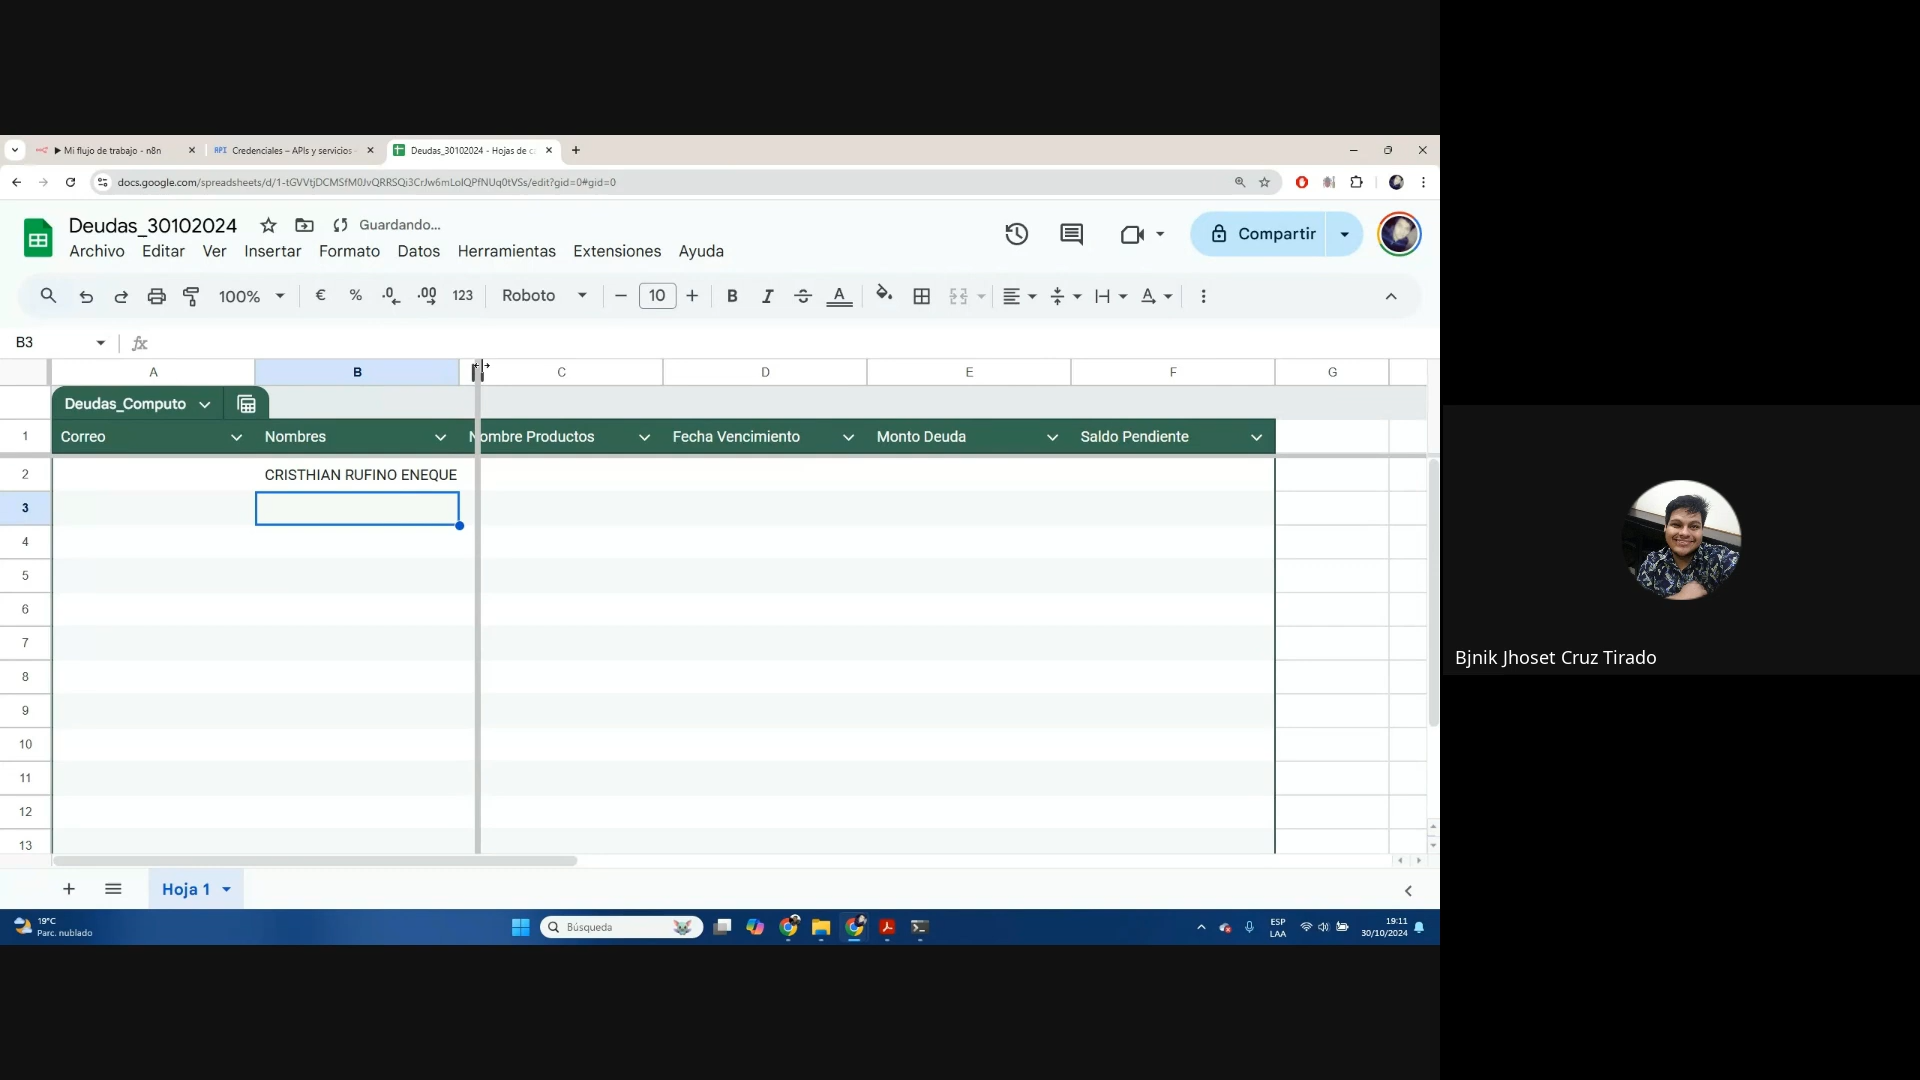 Mi flujo de trabajo - n8n
API Credenciales – APIs y servicios -
Deudas_30102024 - Hojas de c
docs.google.com/spreadsheets/d/1-tGVVtjDCMSfM0JvQRRSQi3CrJw6mLolQPfNUq0tVSs/edit?gid=0#gid=0
Deudas_30102024 Guardando...
Archivo Editar Ver Insertar Formato Datos Herramientas Extensiones Ayuda
Compartir
100% € % .0 .00 123 Roboto 10 B I S A
B3 fx
A B C D E F G
Deudas_Computo
1 Correo Nombres Nombre Productos Fecha Vencimiento Monto Deuda Saldo Pendiente
2 CRISTHIAN RUFINO ENEQUE
3
4
5
6
7
8
9
10
11
12
13
Bjnik Jhoset Cruz Tirado
Hoja 1
19°C
Parc. nublado
Búsqueda
ESP
LAA
19:11
30/10/2024